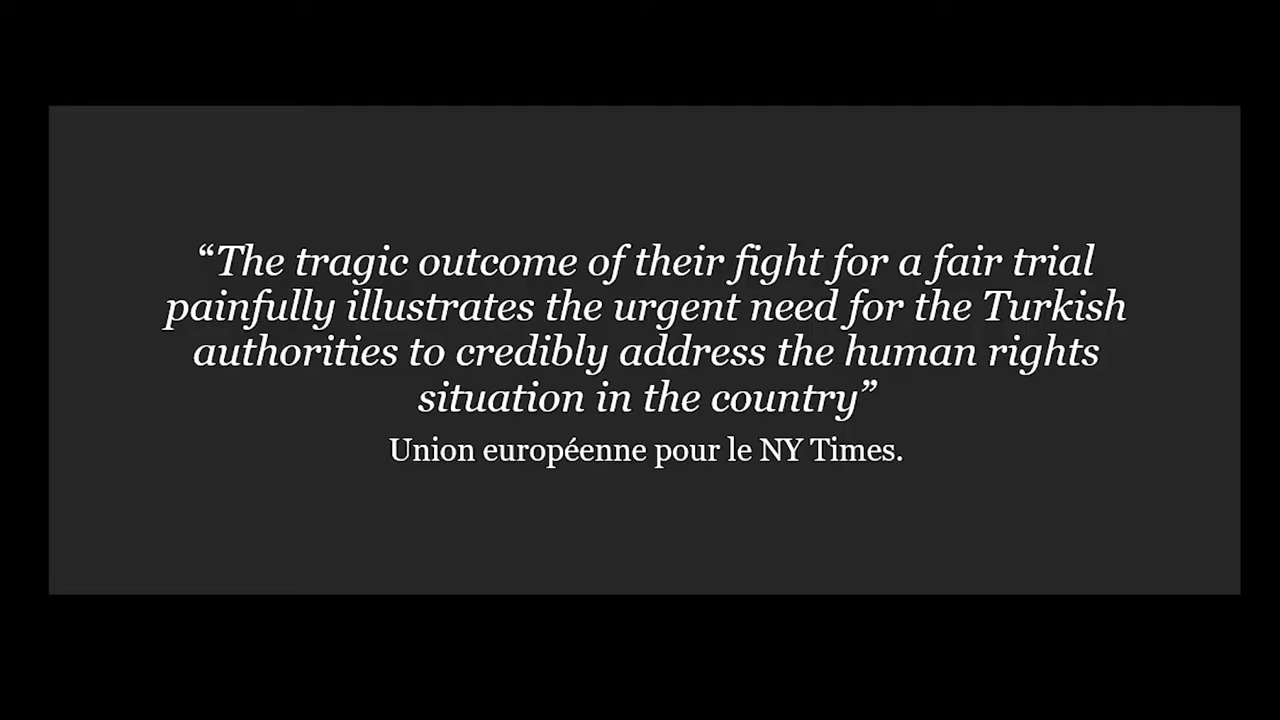 “The tragic outcome of their fight for a fair trial
painfully illustrates the urgent need for the Turkish
authorities to credibly address the human rights
situation in the country”
Union européenne pour le NY Times.